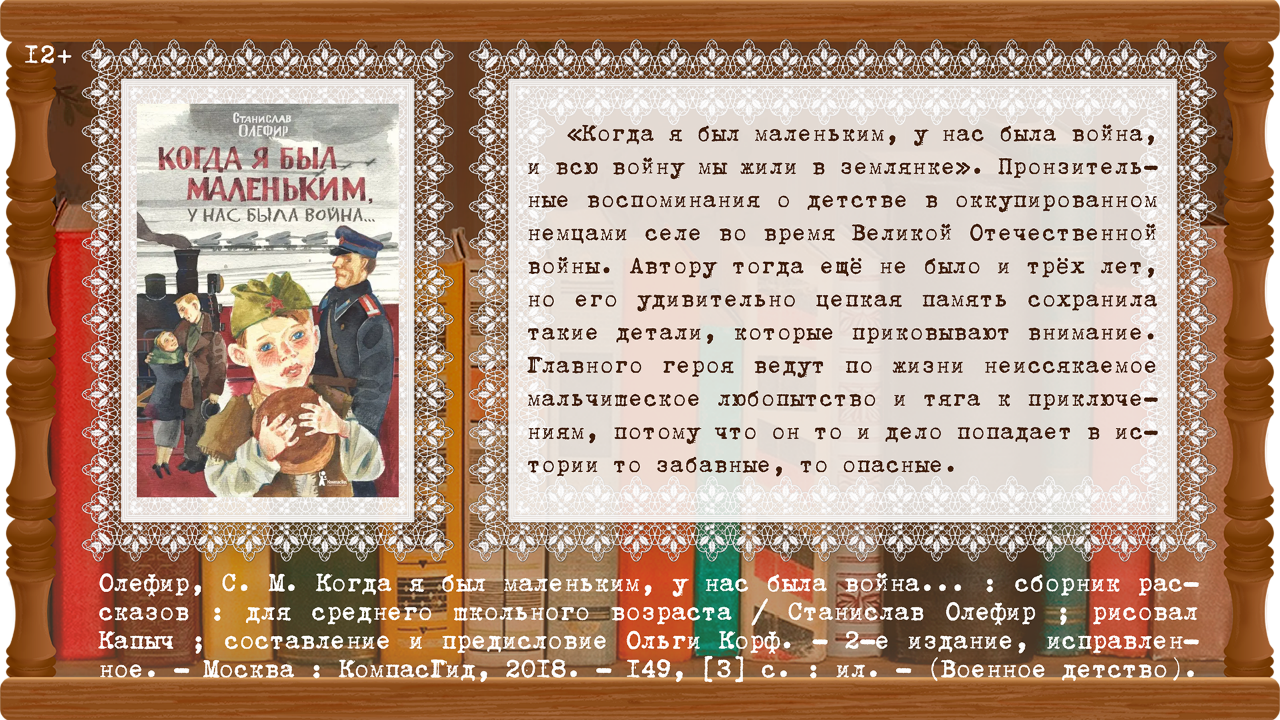 12+
Станислав
Олефир
КОГДА Я БЫЛ
МАЛЕНЬКИМ,
У НАС БЫЛА ВОЙНА...
КомпасГид
«Когда я был маленьким, у нас была война,
и всю войну мы жили в землянке». Пронзитель-
ные воспоминания о детстве в оккупированном
немцами селе во время Великой Отечественной
войны. Автору тогда ещё не было и трёх лет,
но его удивительно цепкая память сохранила
такие детали, которые приковывают внимание.
Главного героя ведут по жизни неиссякаемое
мальчишеское любопытство и тяга к приключе-
ниям, потому что он то и дело попадает в ис-
тории то забавные, то опасные.
Олефир, С. М. Когда я был маленьким, у нас была война... : сборник рас-
сказов : для среднего школьного возраста / Станислав Олефир ; рисовал
Капыч ; составление и предисловие Ольги Корф. – 2-е издание, исправлен-
ное. – Москва : КомпасГид, 2018. – 149, [3] с. : ил. – (Военное детство).